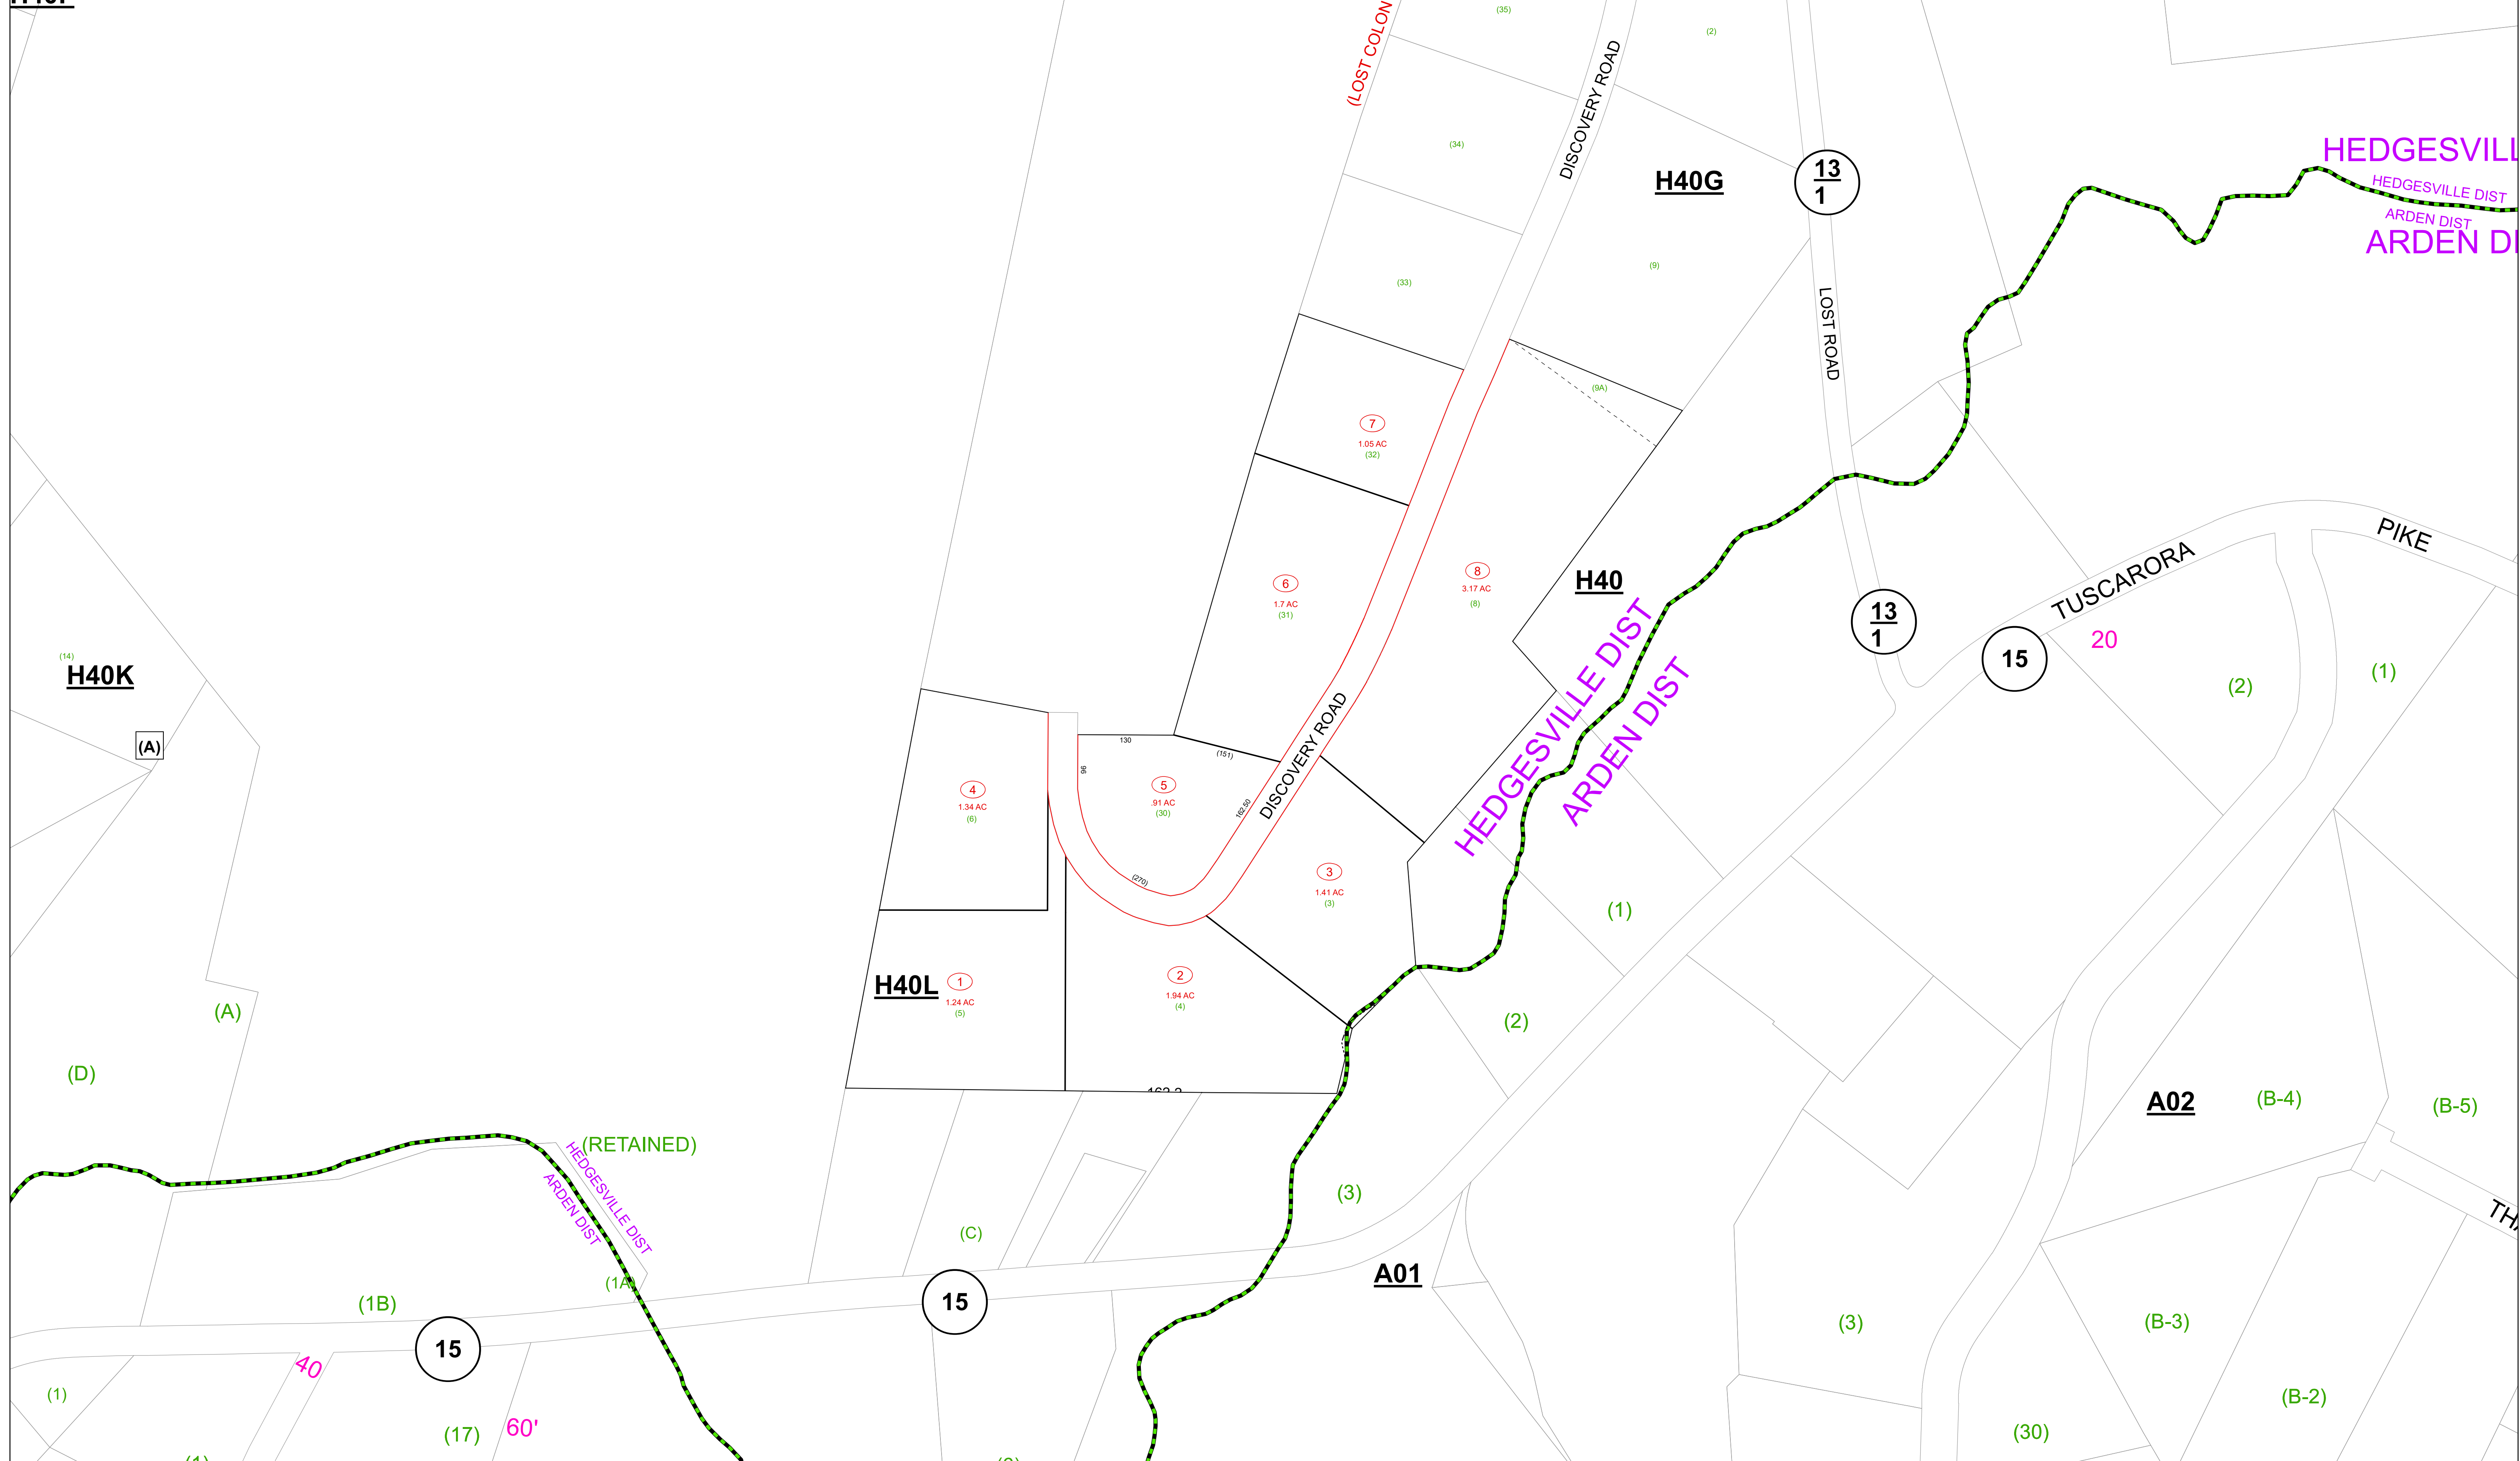 (35)
(2)
(LOST COLON
DISCOVERY ROAD
(34)
HEDGESVILL
HEDGESVILLE DIST
ARDEN DIST
ARDEN DI
H40G
13
1
(9)
(33)
LOST ROAD
(9A)
7
1.05 AC
(32)
PIKE
TUSCARORA
8
3.17 AC
(8)
6
1.7 AC
(31)
H40
13
1
20
15
(2)
(1)
(14)
H40K
(A)
HEDGESVILLE DIST
ARDEN DIST
130
(151)
96
DISCOVERY ROAD
4
1.34 AC
(6)
5
.91 AC
(30)
162.50
(270)
3
1.41 AC
(3)
(1)
H40L
1
1.24 AC
(5)
2
1.94 AC
(4)
(A)
(2)
(D)
A02
(B-4)
(B-5)
(RETAINED)
HEDGESVILLE DIST
ARDEN DIST
(3)
(C)
THA
A01
(1A)
(1B)
15
15
(3)
(B-3)
40
(1)
60'
(17)
(B-2)
(30)